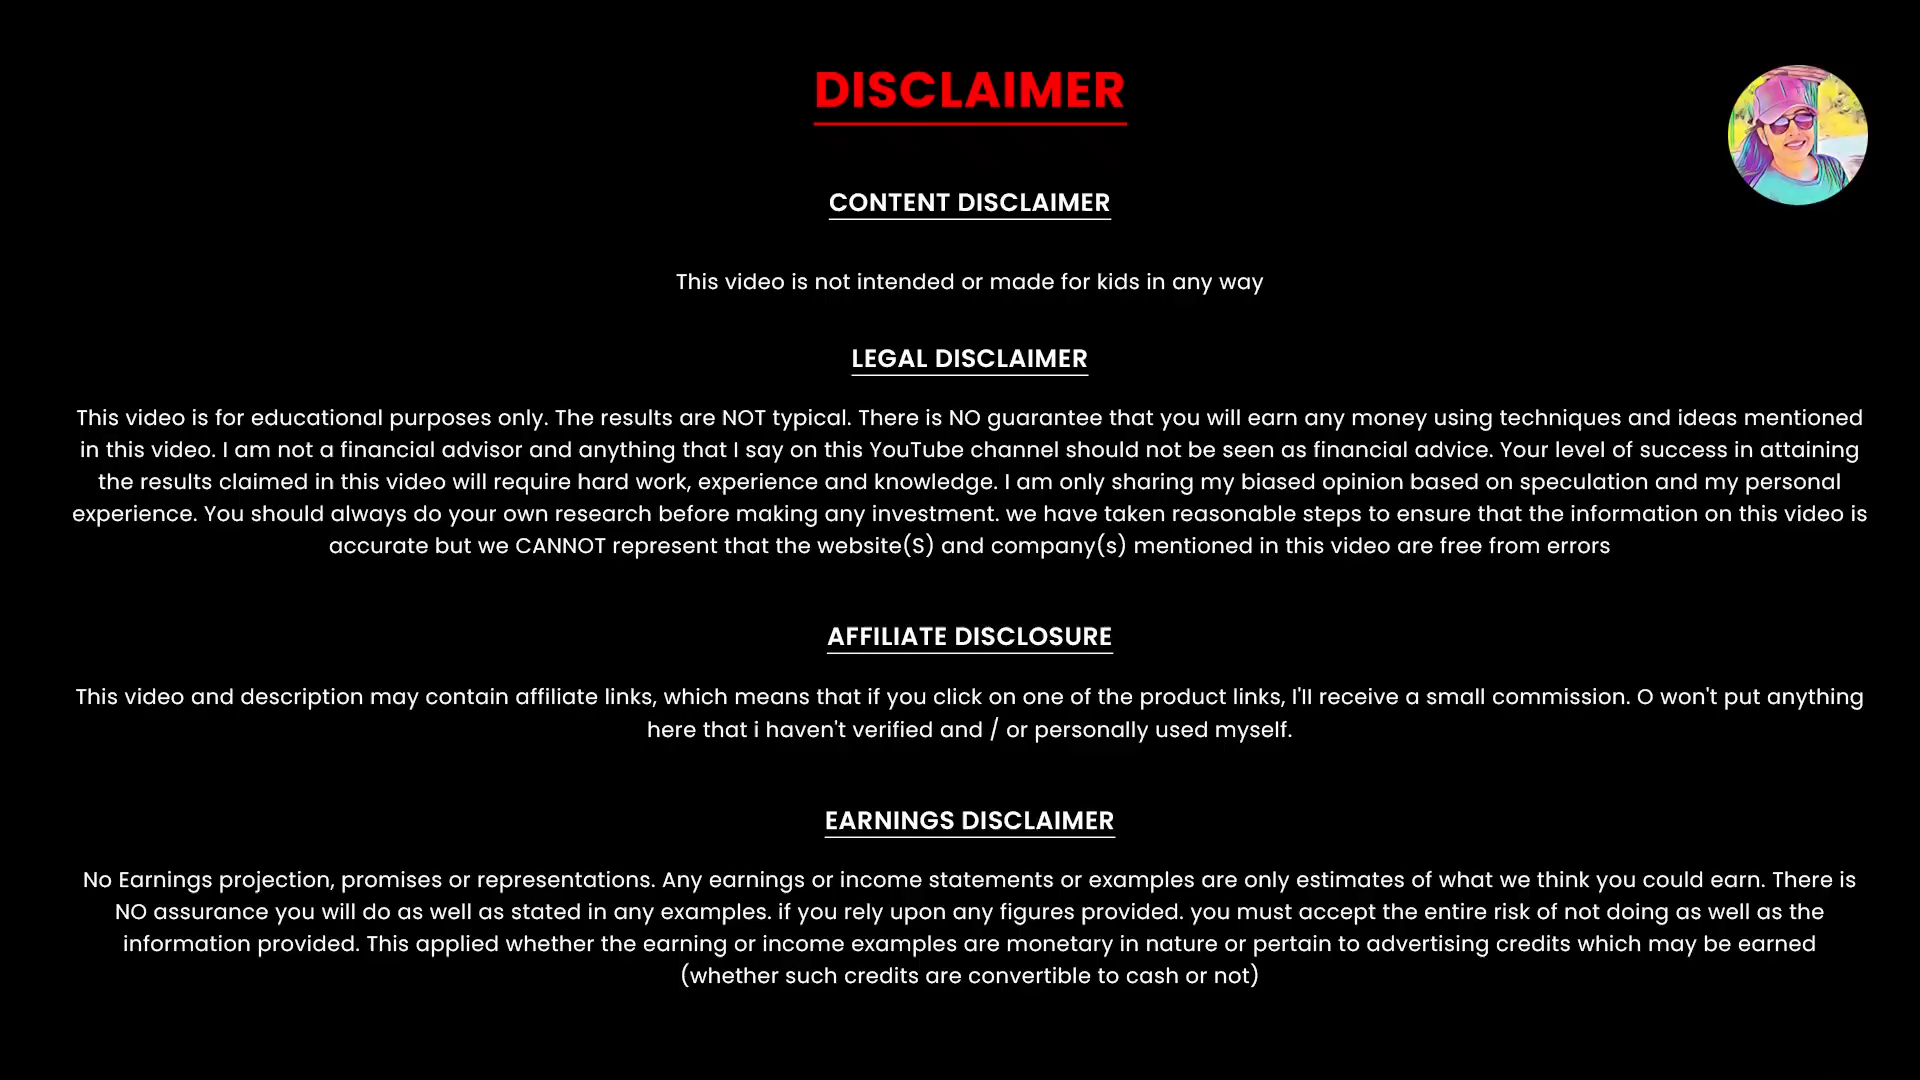 DISCLAIMER
CONTENT DISCLAIMER
This video is not intended or made for kids in any way
LEGAL DISCLAIMER
This video is for educational purposes only. The results are NOT typical. There is NO guarantee that you will earn any money using techniques and ideas mentioned
in this video. I am not a financial advisor and anything that I say on this YouTube channel should not be seen as financial advice. Your level of success in attaining
the results claimed in this video will require hard work, experience and knowledge. I am only sharing my biased opinion based on speculation and my personal
experience. You should always do your own research before making any investment. we have taken reasonable steps to ensure that the information on this video is
accurate but we CANNOT represent that the website(S) and company(s) mentioned in this video are free from errors
AFFILIATE DISCLOSURE
This video and description may contain affiliate links, which means that if you click on one of the product links, I'll receive a small commission. O won't put anything
here that i haven't verified and / or personally used myself.
EARNINGS DISCLAIMER
No Earnings projection, promises or representations. Any earnings or income statements or examples are only estimates of what we think you could earn. There is
NO assurance you will do as well as stated in any examples. if you rely upon any figures provided. you must accept the entire risk of not doing as well as the
information provided. This applied whether the earning or income examples are monetary in nature or pertain to advertising credits which may be earned
(whether such credits are convertible to cash or not)